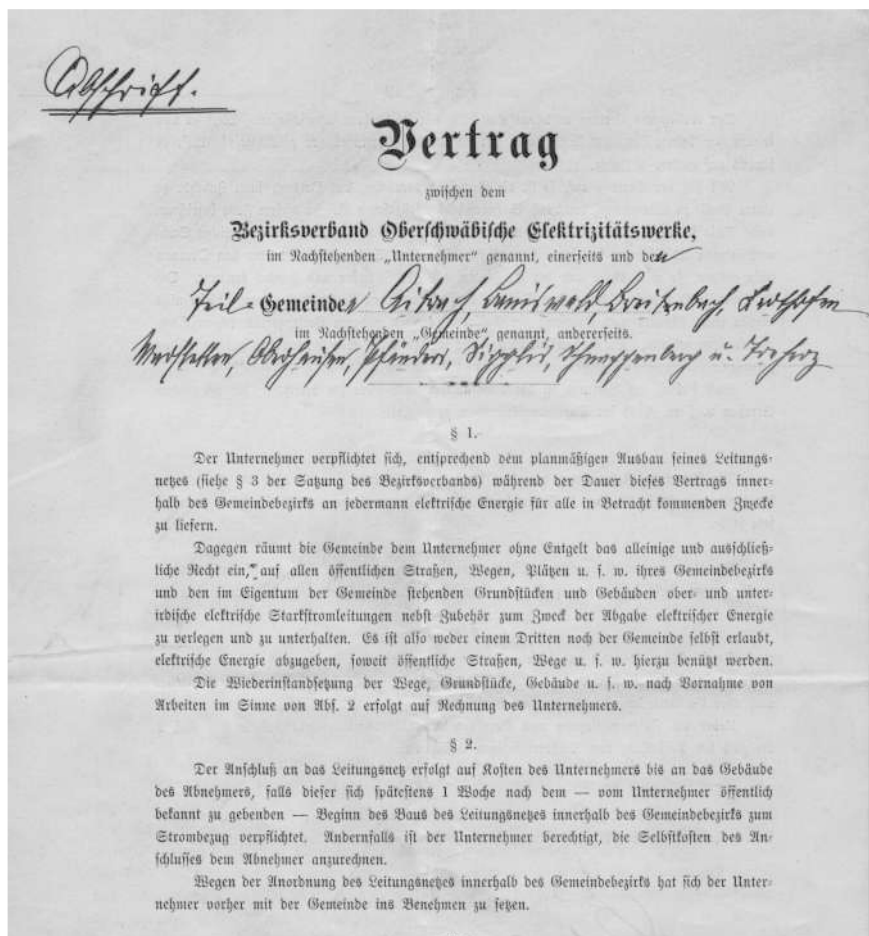 Abschrift.
Vertrag
zwischen dem
Bezirksverband Oberschwäbische Elektrizitätswerke,
im Nachstehenden „Unternehmer“ genannt, einerseits und den
Teil-Gemeinden Aitrach,
im Nachstehenden „Gemeinde“ genannt, andererseits.
Oberhausen, Pfänders, u. Treherz
§ 1.
Der Unternehmer verpflichtet sich, entsprechend dem planmäßigen Ausbau seines Leitungs-
netzes (siehe § 3 der Satzung des Bezirksverbands) während der Dauer dieses Vertrags inner-
halb des Gemeindebezirks an jedermann elektrische Energie für alle in Betracht kommenden Zwecke
zu liefern.
Dagegen räumt die Gemeinde dem Unternehmer ohne Entgelt das alleinige und ausschließ-
liche Recht ein, auf allen öffentlichen Straßen, Wegen, Plätzen u. s. w. ihres Gemeindebezirks
und den im Eigentum der Gemeinde stehenden Grundstücken und Gebäuden ober- und unter-
irdische elektrische Starkstromleitungen nebst Zubehör zum Zweck der Abgabe elektrischer Energie
zu verlegen und zu unterhalten. Es ist also weder einem Dritten noch der Gemeinde selbst erlaubt,
elektrische Energie abzugeben, soweit öffentliche Straßen, Wege u. s. w. hierzu benützt werden.
Die Wiederinstandsetzung der Wege, Grundstücke, Gebäude u. s. w. nach Vornahme von
Arbeiten im Sinne von Abs. 2 erfolgt auf Rechnung des Unternehmers.
§ 2.
Der Anschluß an das Leitungsnetz erfolgt auf Kosten des Unternehmers bis an das Gebäude
des Abnehmers, falls dieser sich spätestens 1 Woche nach dem — vom Unternehmer öffentlich
bekannt zu gebenden — Beginn des Baus des Leitungsnetzes innerhalb des Gemeindebezirks zum
Strombezug verpflichtet. Andernfalls ist der Unternehmer berechtigt, die Selbstkosten des An-
schlusses dem Abnehmer anzurechnen.
Wegen der Anordnung des Leitungsnetzes innerhalb des Gemeindebezirks hat sich der Unter-
nehmer vorher mit der Gemeinde ins Benehmen zu setzen.